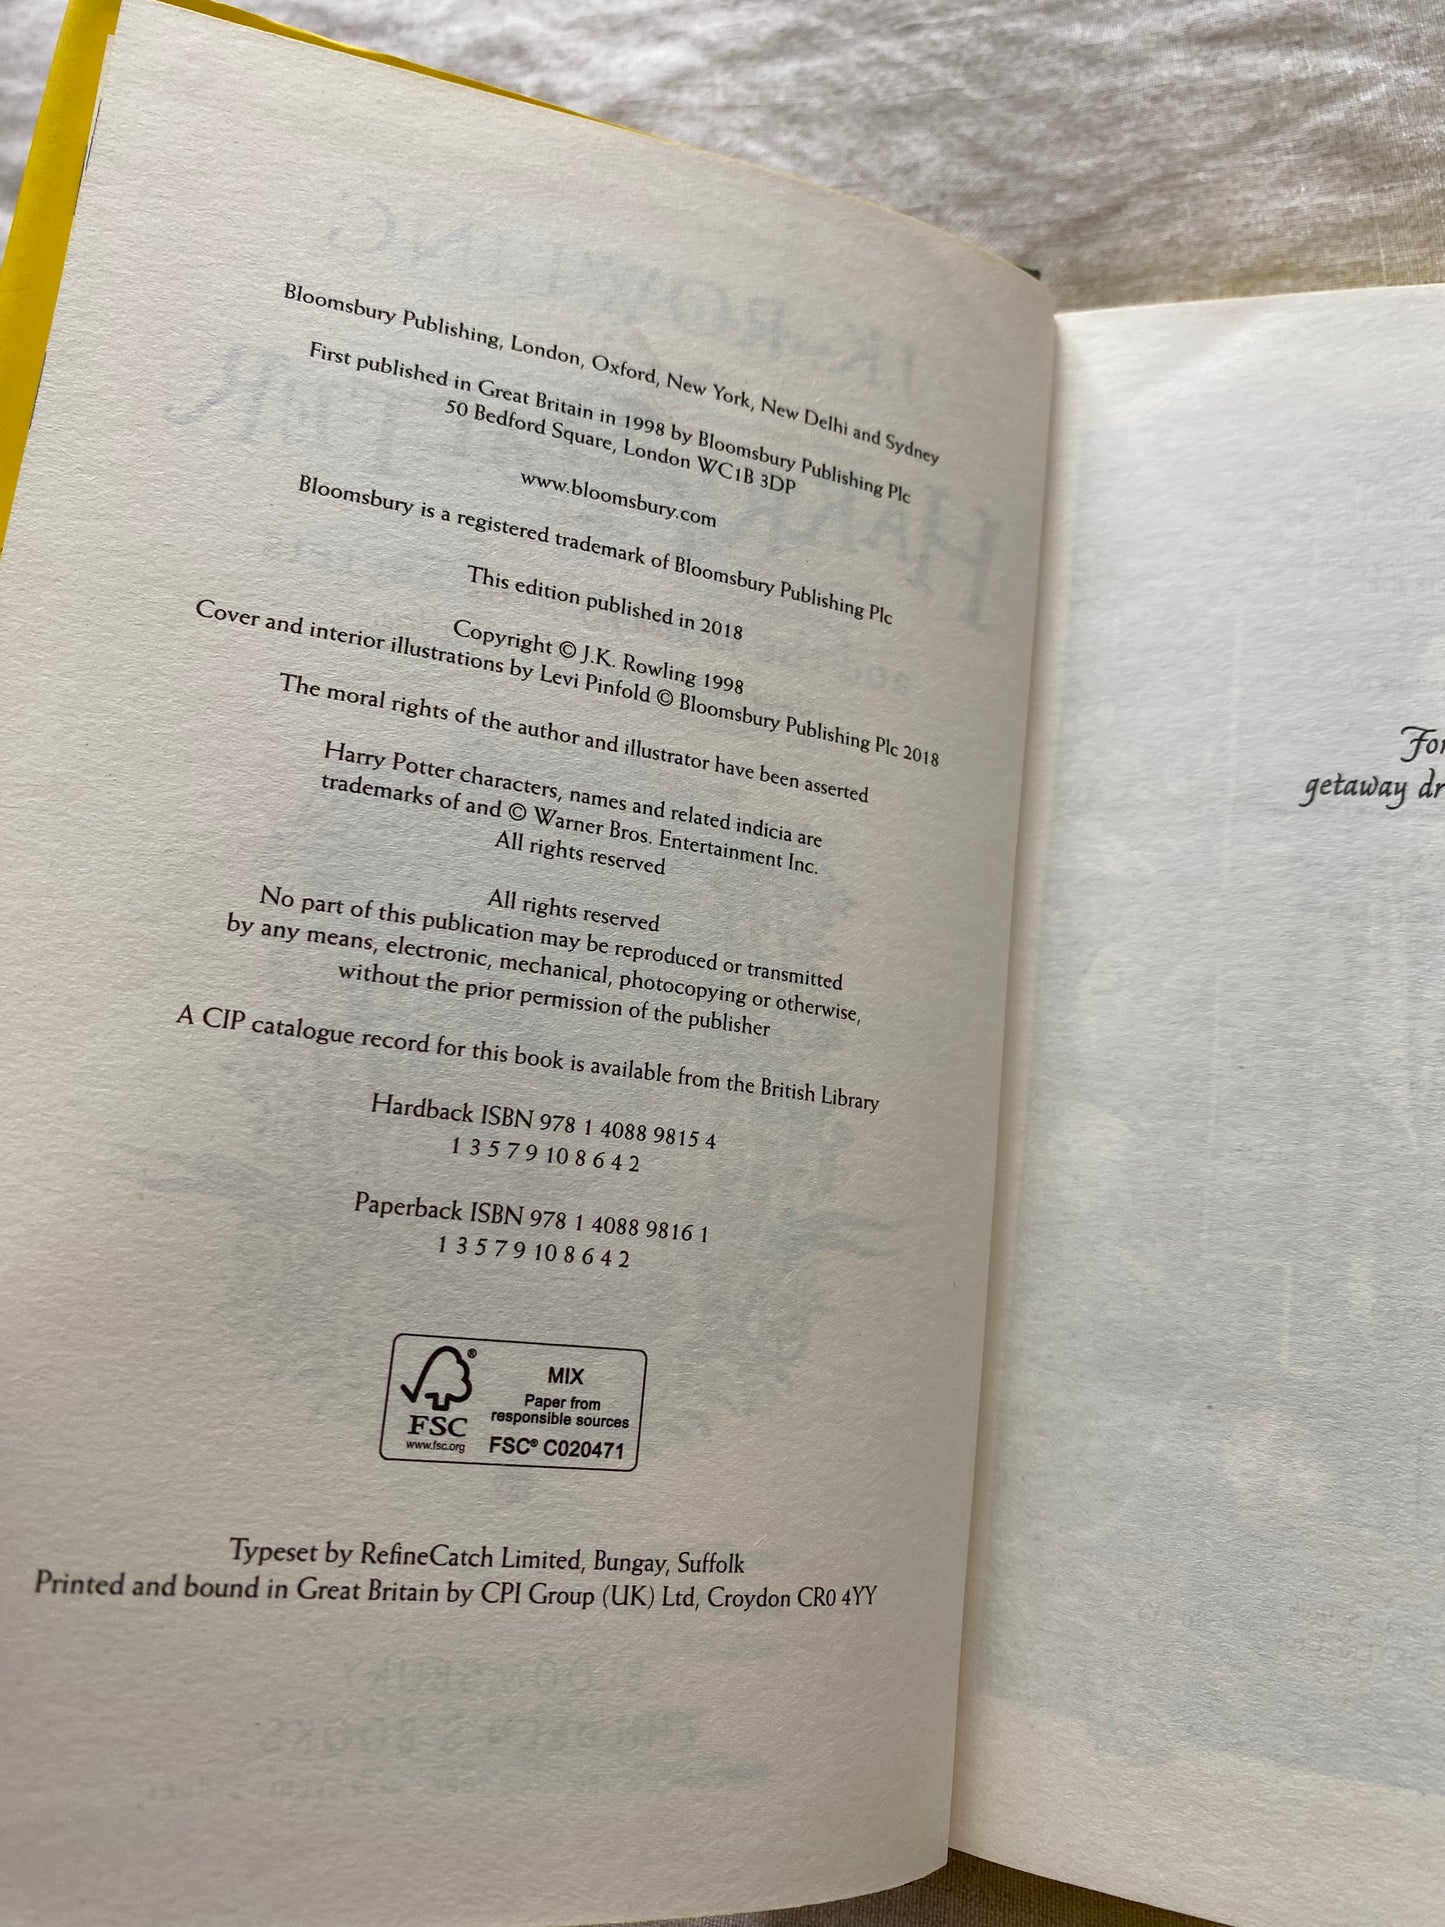 Bloomsbury Publishing, London, Oxford, New York, New Delhi and Sydney
First published in Great Britain in 1998 by Bloomsbury Publishing Plc
50 Bedford Square, London WC1B 3DP
www.bloomsbury.com
Bloomsbury is a registered trademark of Bloomsbury Publishing Plc
This edition published in 2018
Copyright © J.K. Rowling 1998
Cover and interior illustrations by Levi Pinfold © Bloomsbury Publishing Plc 2018
The moral rights of the author and illustrator have been asserted
Harry Potter characters, names and related indicia are
trademarks of and © Warner Bros. Entertainment Inc.
All rights reserved
All rights reserved
No part of this publication may be reproduced or transmitted
by any means, electronic, mechanical, photocopying or otherwise,
without the prior permission of the publisher
A CIP catalogue record for this book is available from the British Library
Hardback ISBN 978 1 4088 9815 4
1 3 5 7 9 10 8 6 4 2
Paperback ISBN 978 1 4088 9816 1
1 3 5 7 9 10 8 6 4 2
FSC®
www.fsc.org
MIX
Paper from
responsible sources
FSC® C020471
Typeset by RefineCatch Limited, Bungay, Suffolk
Printed and bound in Great Britain by CPI Group (UK) Ltd, Croydon CR0 4YY
For
getaway dr